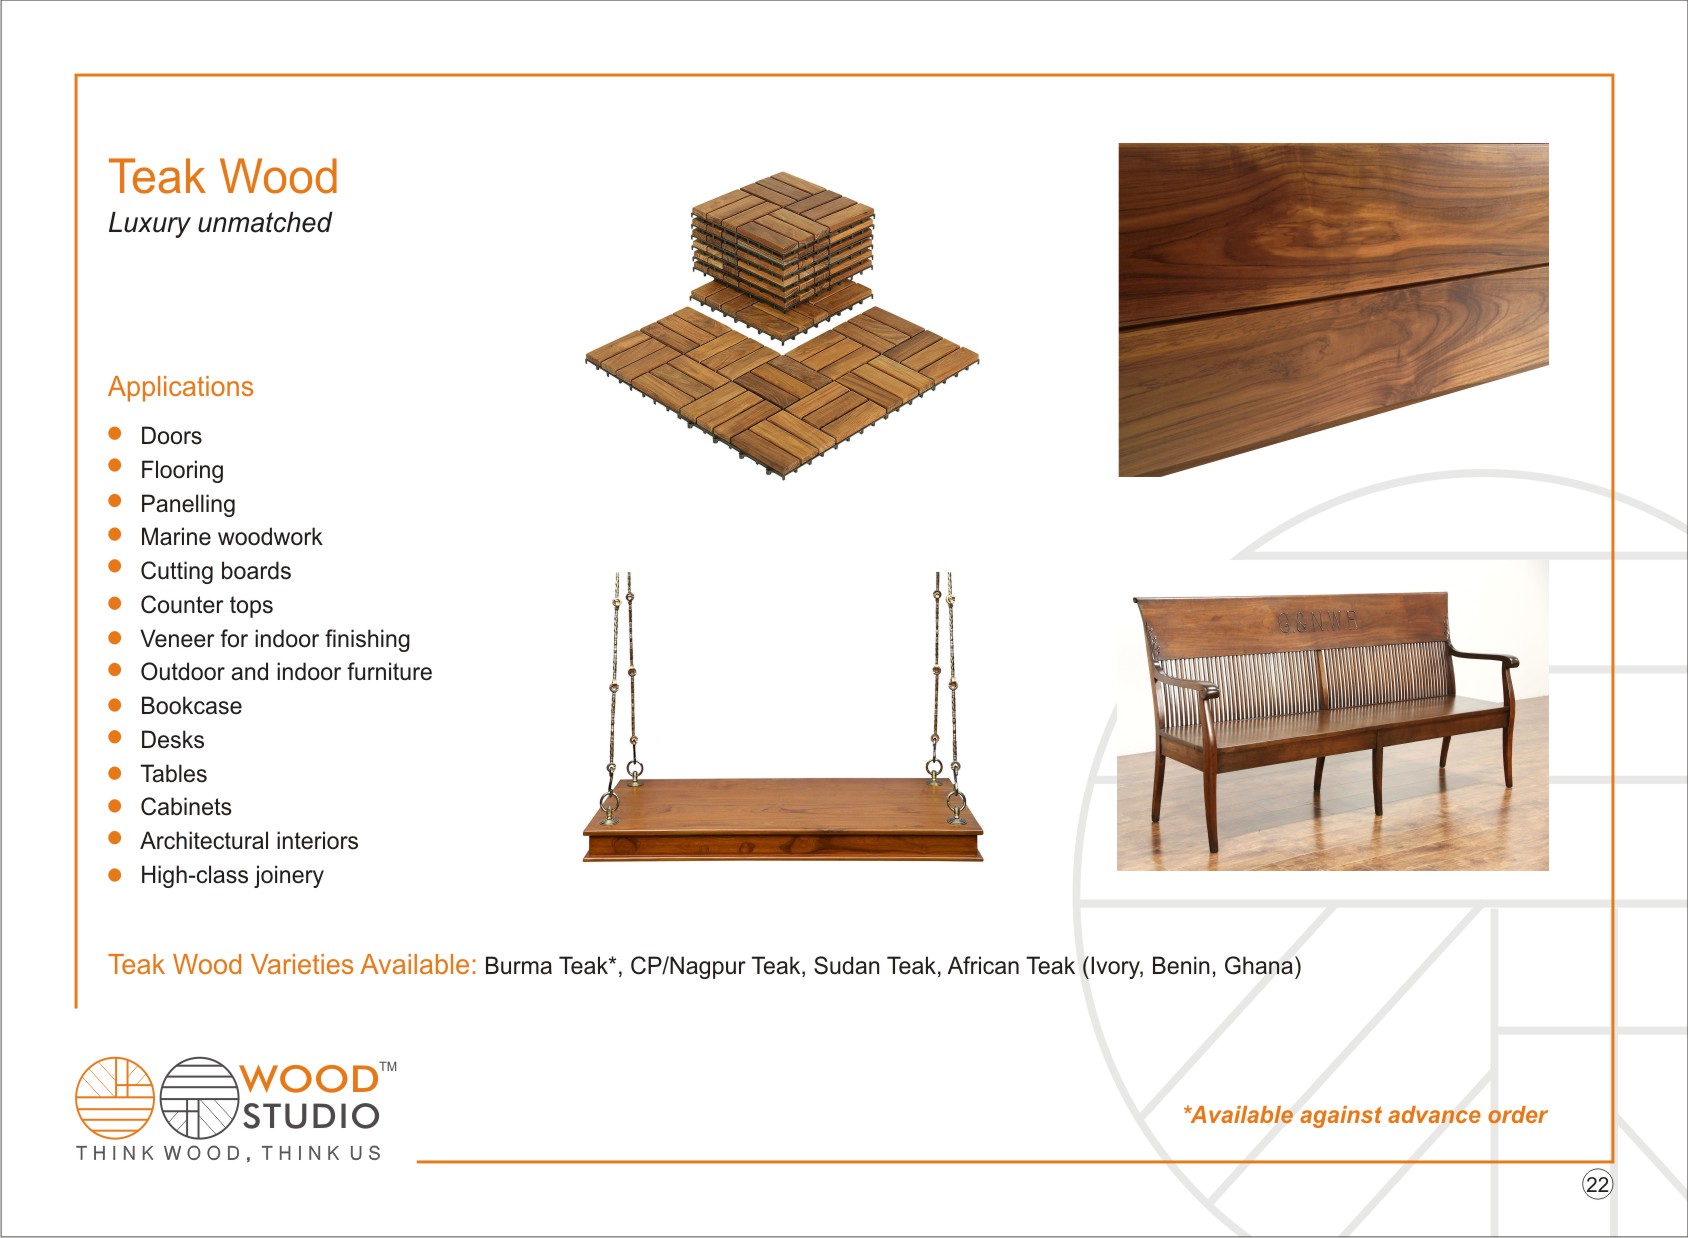 Teak Wood
Luxury unmatched
Applications
Doors
Flooring
Panelling
Marine woodwork
Cutting boards
Counter tops
Veneer for indoor finishing
Outdoor and indoor furniture
Bookcase
Desks
Tables
Cabinets
Architectural interiors
High-class joinery
G&NWR
Teak Wood Varieties Available: Burma Teak*, CP/Nagpur Teak, Sudan Teak, African Teak (Ivory, Benin, Ghana)
WOOD™
STUDIO
THINK WOOD, THINK US
*Available against advance order
22